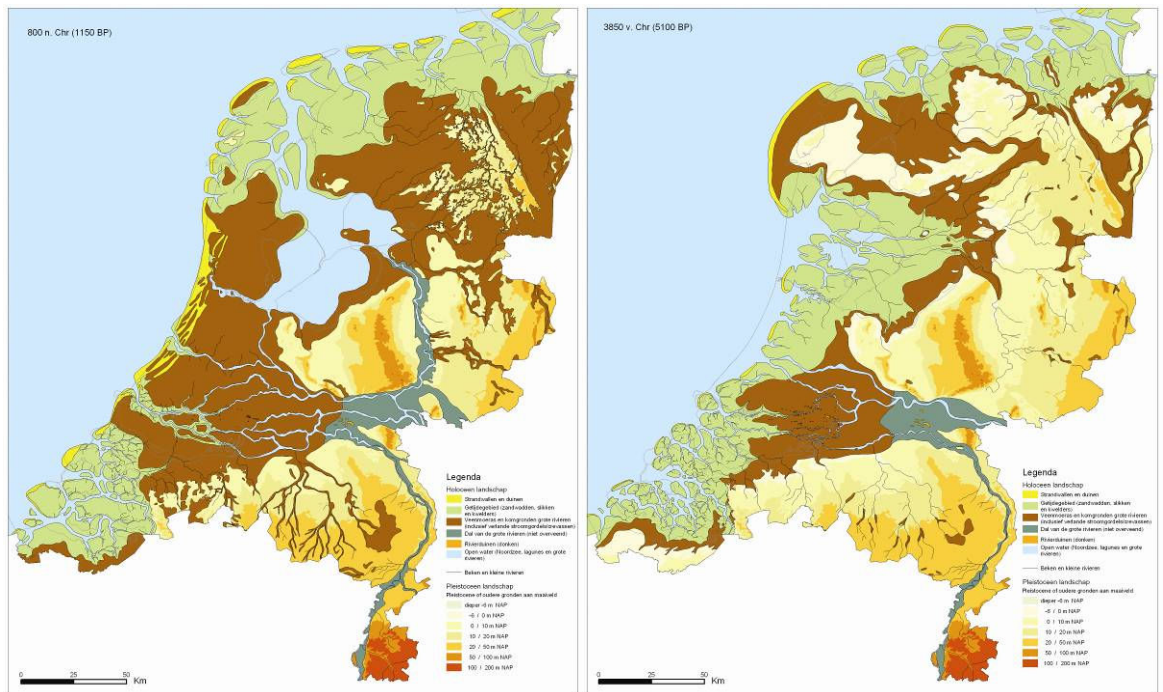 800 n. Chr (1150 BP)
Legenda
Holoceen landschap
Strandwallen en duinen
Getijdegebied (zandwadden, slikken
en kwelders)
Veenmoeras en komgronden grote rivieren
(inclusief verlande stroomgordels/crevassen)
Dal van de grote rivieren (niet overveend)
Rivierduinen (donken)
Open water (Noordzee, lagunes en grote
rivieren)
Beken en kleine rivieren
Pleistoceen landschap
Pleistocene of oudere gronden aan maaiveld
dieper -6 m NAP
-6 / 0 m NAP
0 / 10 m NAP
10 / 20 m NAP
20 / 50 m NAP
50 / 100 m NAP
100 / 200 m NAP
0 25 50
Km
3850 v. Chr (5100 BP)
Legenda
Holoceen landschap
Strandwallen en duinen
Getijdegebied (zandwadden, slikken
en kwelders)
Veenmoeras en komgronden grote rivieren
(inclusief verlande stroomgordels/crevassen)
Dal van de grote rivieren (niet overveend)
Rivierduinen (donken)
Open water (Noordzee, lagunes en grote
rivieren)
Beken en kleine rivieren
Pleistoceen landschap
Pleistocene of oudere gronden aan maaiveld
dieper -6 m NAP
-6 / 0 m NAP
0 / 10 m NAP
10 / 20 m NAP
20 / 50 m NAP
50 / 100 m NAP
100 / 200 m NAP
0 25 50
Km